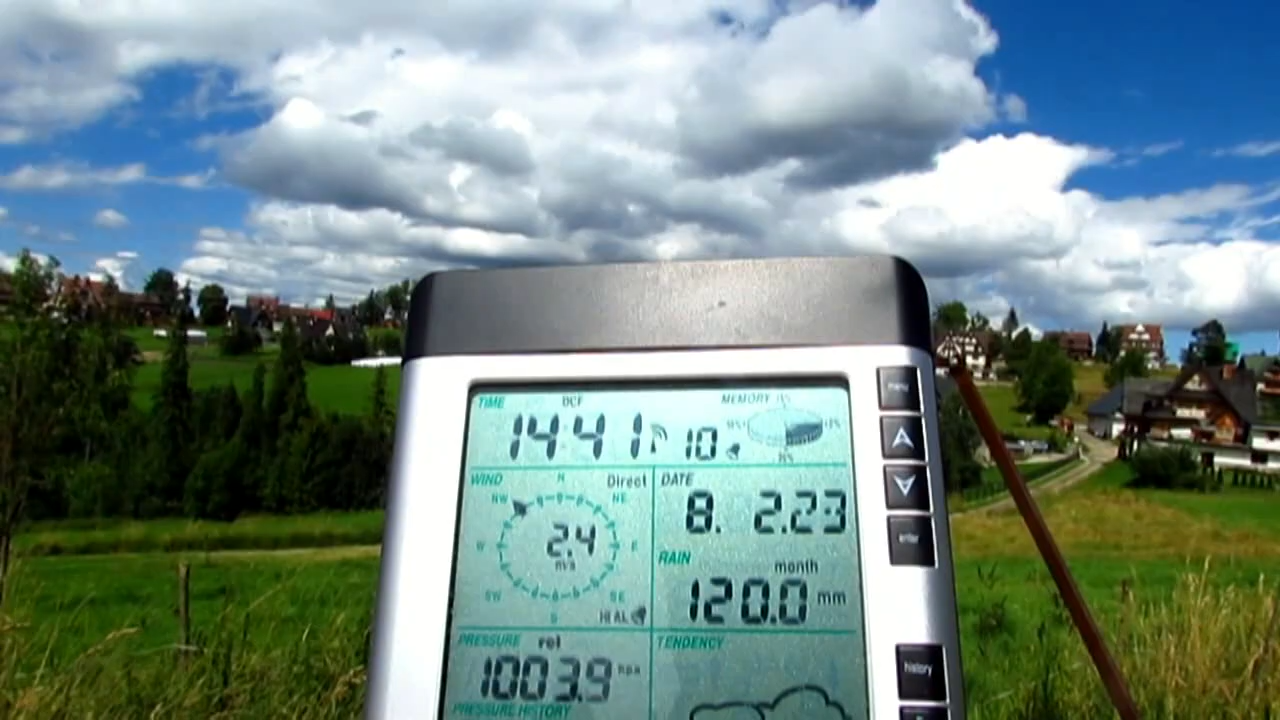 TIME DCF MEMORY
14:41 10
menu
WIND Direct DATE
N
NW NE
8. 2.23
2.4
W E
m/s
enter
RAIN
month
SW SE
120.0 mm
S HI AL
PRESSURE rel TENDENCY
1003.9 hpa
history
PRESSURE HISTORY